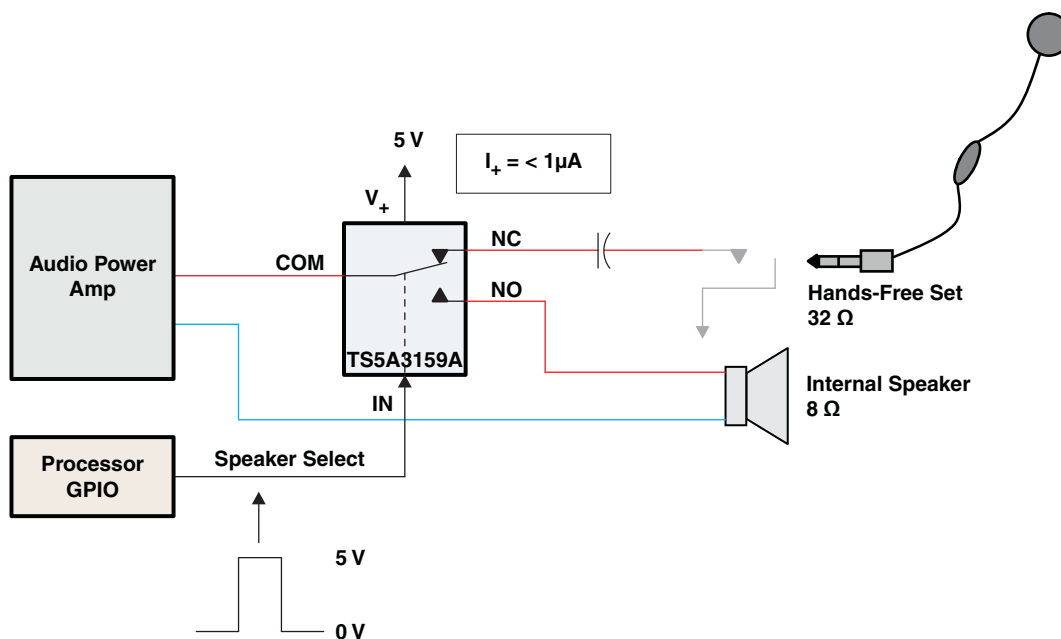 5 V
I+ = < 1µA
V+
Audio Power
Amp
COM
NC
NO
TS5A3159A
IN
Hands-Free Set
32 Ω
Internal Speaker
8 Ω
Processor
GPIO
Speaker Select
5 V
0 V